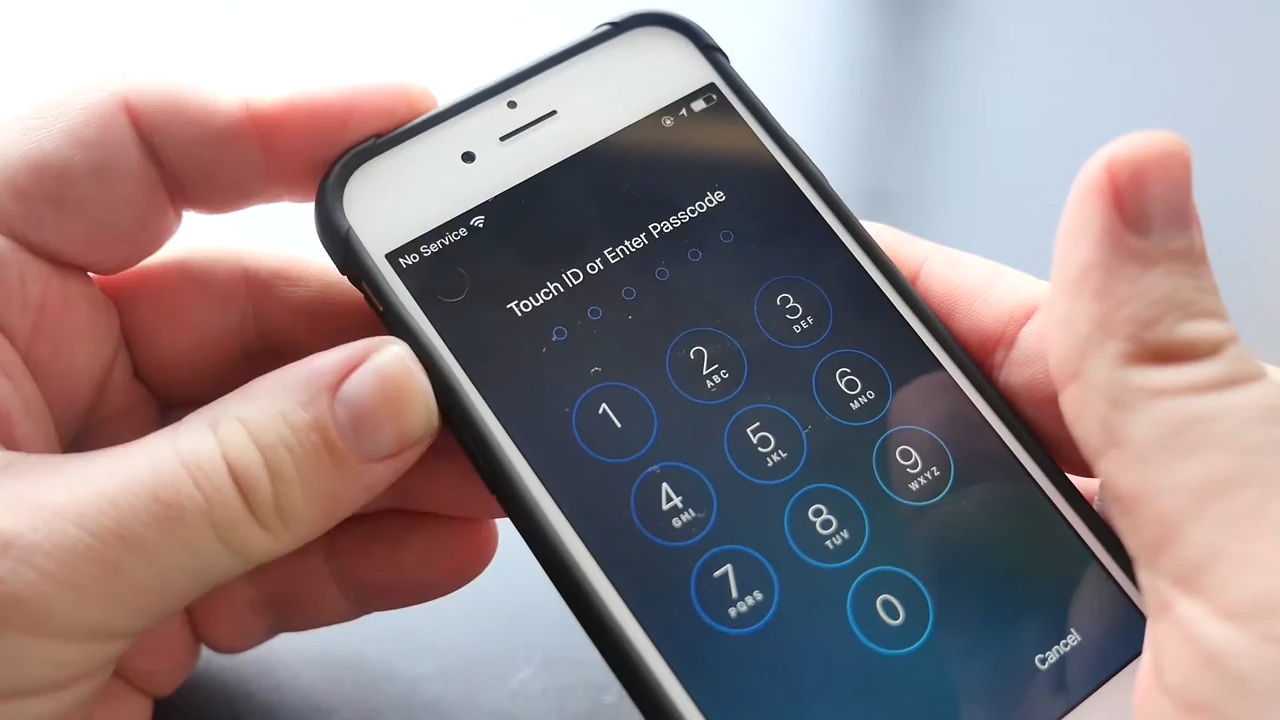 No Service
Touch ID or Enter Passcode
1
2
ABC
3
DEF
4
GHI
5
JKL
6
MNO
7
PQRS
8
TUV
9
WXYZ
0
Cancel